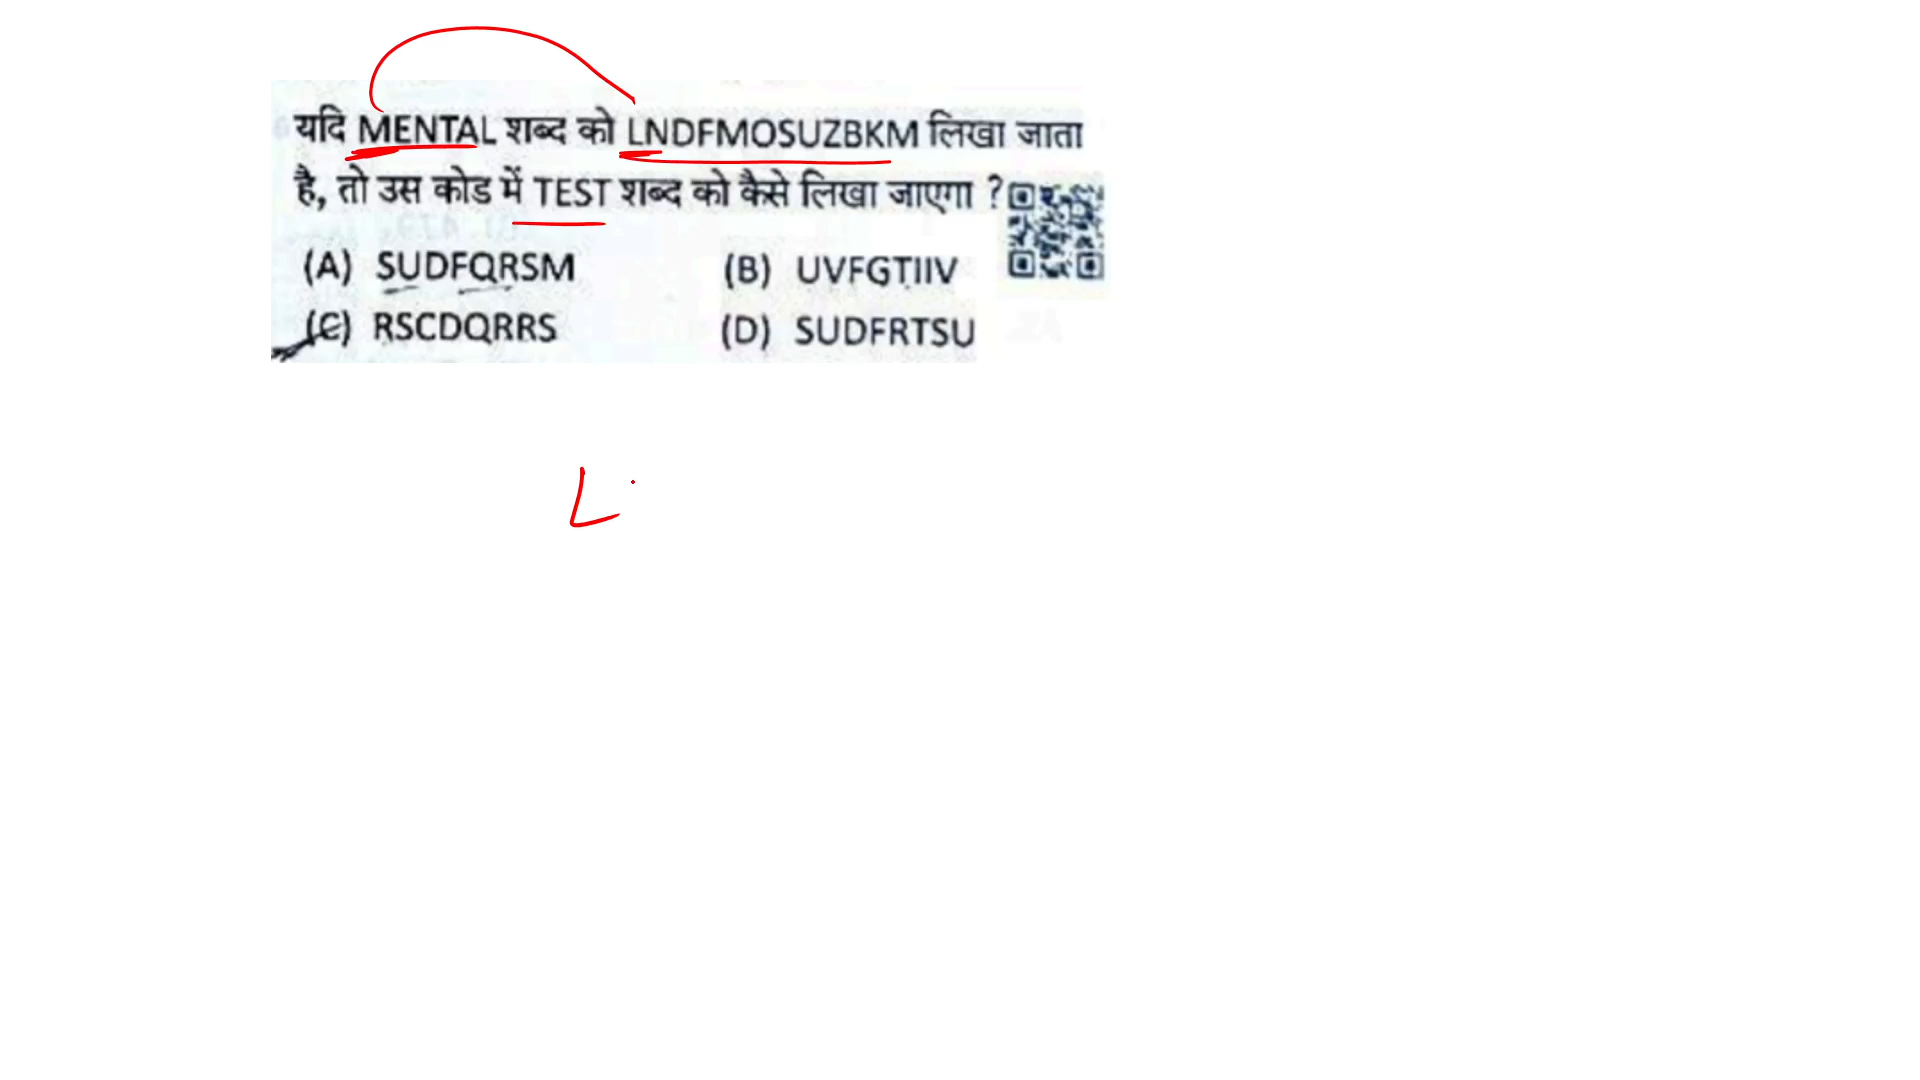 यदि MENTAL शब्द को LNDFMOSUZBKM लिखा जाता
है, तो उस कोड में TEST शब्द को कैसे लिखा जाएगा ?
(A) SUDFQRSM (B) UVFGTIIV
(C) RSCDQRRS (D) SUDFRTSU
L